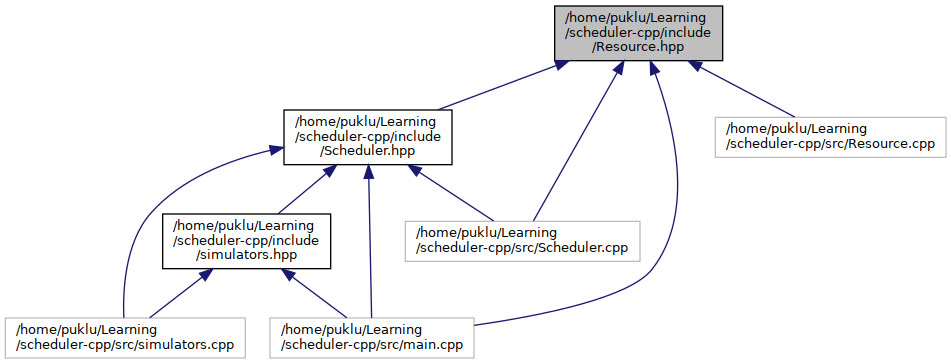 /home/puklu/Learning
/scheduler-cpp/include
/Resource.hpp
/home/puklu/Learning
/scheduler-cpp/include
/Scheduler.hpp
/home/puklu/Learning
/scheduler-cpp/src/Resource.cpp
/home/puklu/Learning
/scheduler-cpp/include
/simulators.hpp
/home/puklu/Learning
/scheduler-cpp/src/Scheduler.cpp
/home/puklu/Learning
/scheduler-cpp/src/simulators.cpp
/home/puklu/Learning
/scheduler-cpp/src/main.cpp